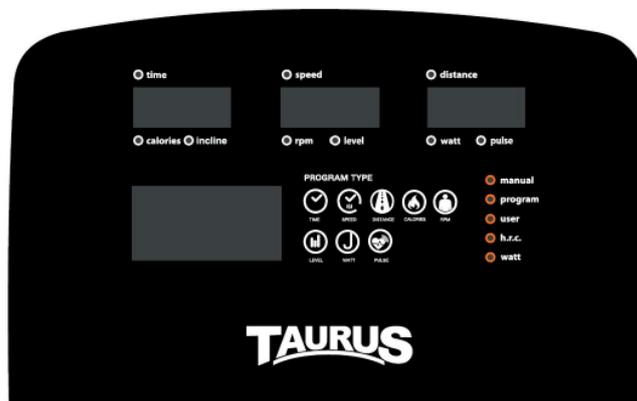 time speed distance
calories incline rpm level watt pulse
PROGRAM TYPE
manual
program
user
h.r.c.
watt
TIME SPEED DISTANCE CALORIES RPM
LEVEL WATT PULSE
TAURUS